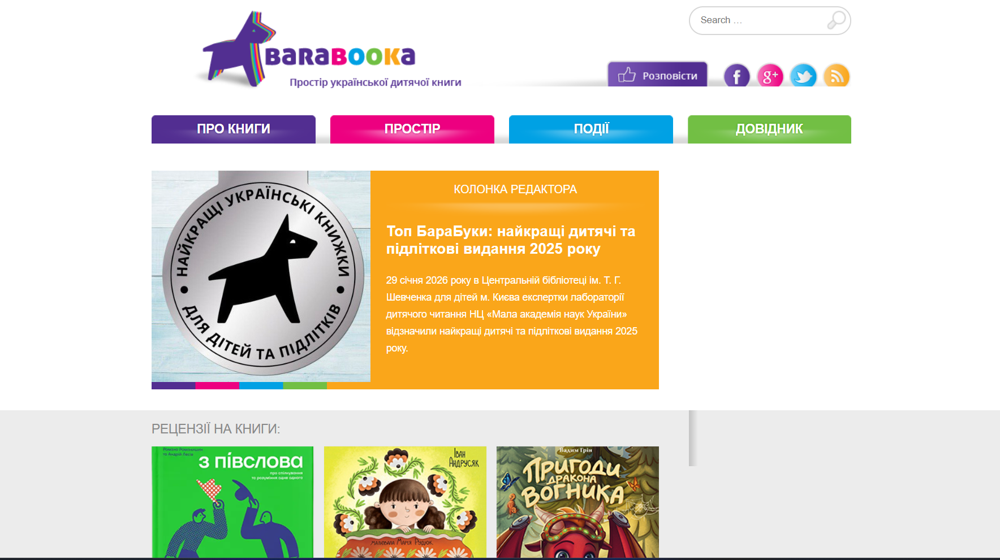 Search …
BaRaBOOKa
Простір української дитячої книги
Розповісти
f
g+
ПРО КНИГИ
ПРОСТІР
ПОДІЇ
ДОВІДНИК
НАЙКРАЩІ УКРАЇНСЬКІ КНИЖКИ
ДЛЯ ДІТЕЙ ТА ПІДЛІТКІВ
КОЛОНКА РЕДАКТОРА
Топ БараБуки: найкращі дитячі та
підліткові видання 2025 року
29 січня 2026 року в Центральній бібліотеці ім. Т. Г.
Шевченка для дітей м. Києва експертки лабораторії
дитячого читання НЦ «Мала академія наук України»
відзначили найкращі дитячі та підліткові видання 2025
року.
РЕЦЕНЗІЇ НА КНИГИ:
Романа Романишин
та Андрій Лесів
З півслова
про спілкування
та розуміння одне одного
Іван
Андрусяк
малювала Марія Рудюк
Вадим Грін
Пригоди
дракона
Вогника